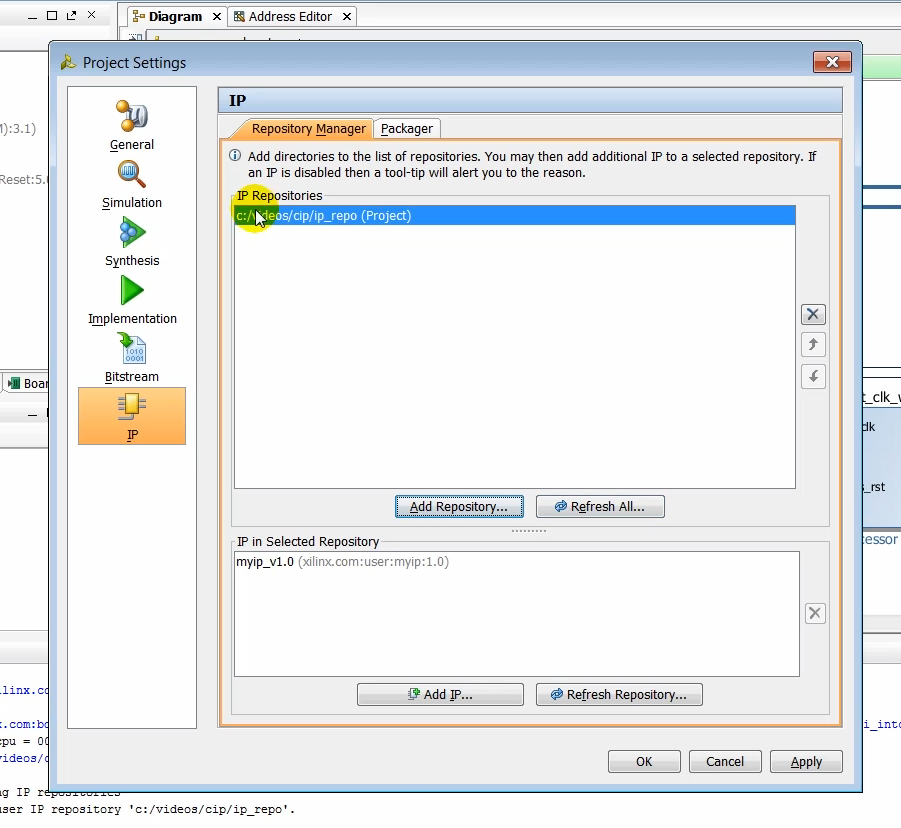 Diagram
Address Editor
Project Settings
General
Simulation
Synthesis
Implementation
Bitstream
IP
IP
Repository Manager
Packager
Add directories to the list of repositories. You may then add additional IP to a selected repository. If
an IP is disabled then a tool-tip will alert you to the reason.
IP Repositories
c:/videos/cip/ip_repo (Project)
Add Repository...
Refresh All...
IP in Selected Repository
myip_v1.0 (xilinx.com:user:myip:1.0)
Add IP...
Refresh Repository...
OK
Cancel
Apply
):3.1)
Reset:5.0
Boar
t_clk_w
clk
s_rst
cessor
ilinx.co
x.com:bo
i_into
cpu = 00
videos/c
ng IP repositories
user IP repository 'c:/videos/cip/ip_repo'.